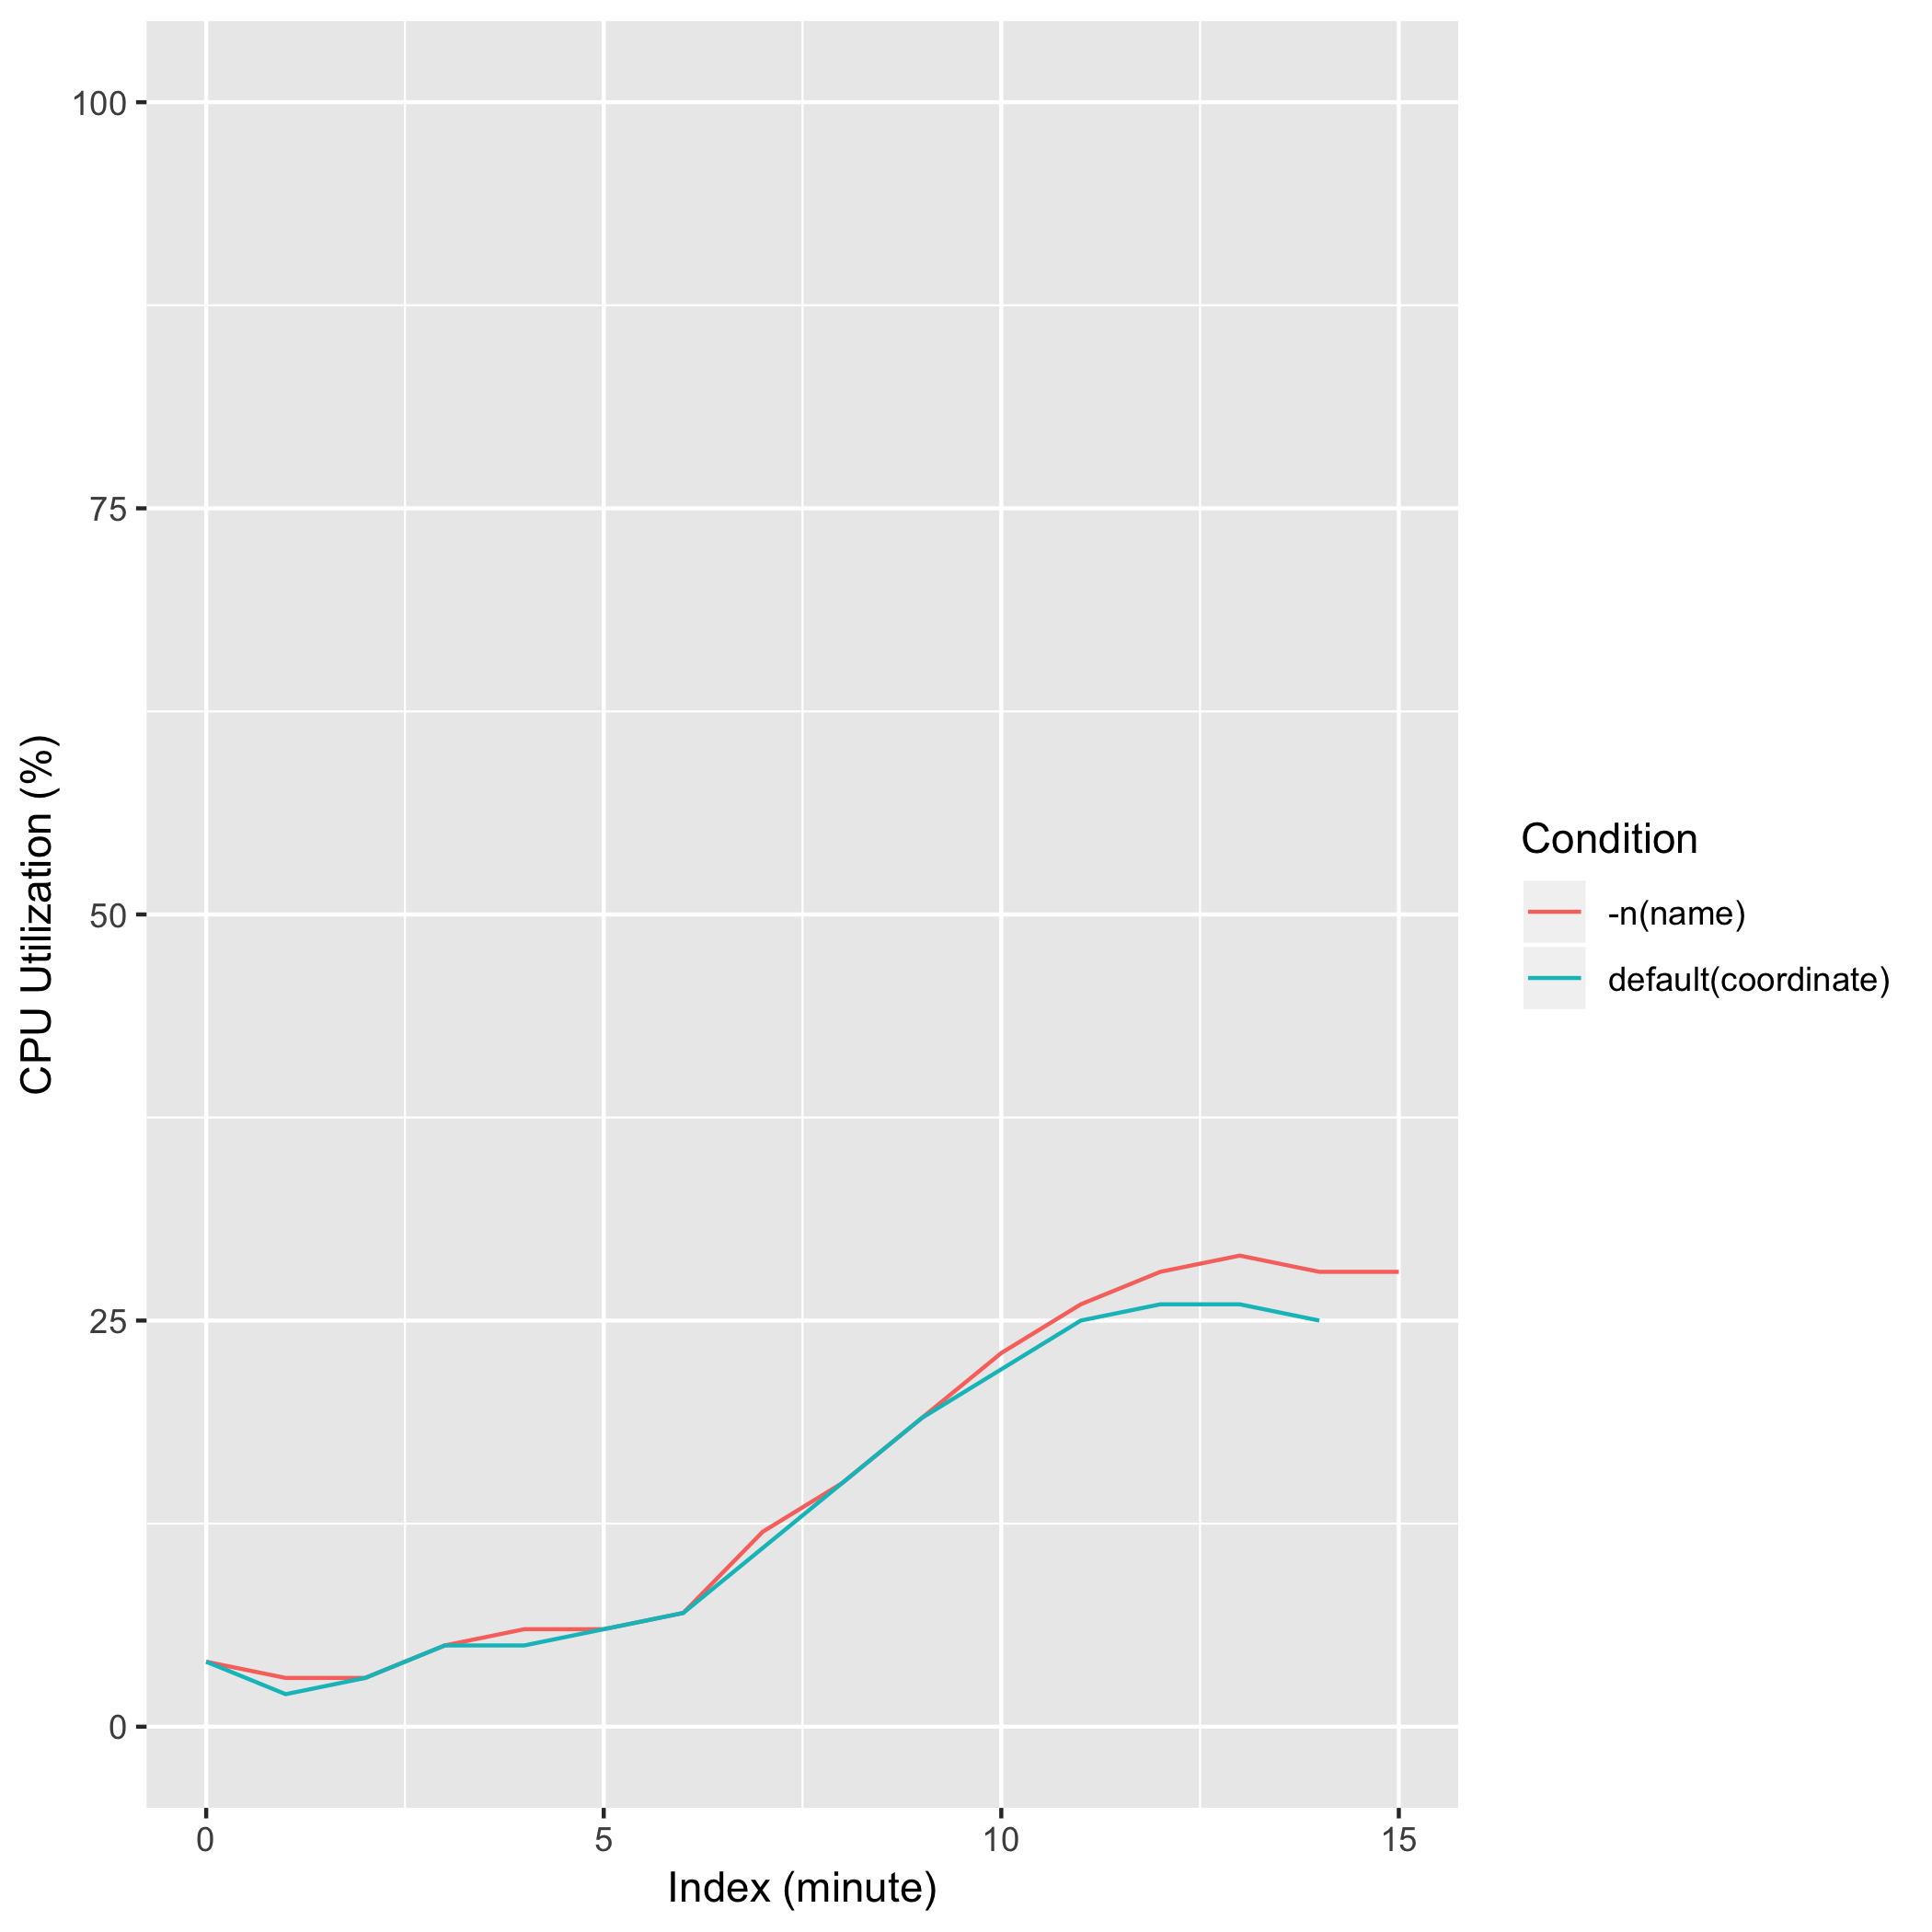 100
75
50
25
0
CPU Utilization (%)
0 5 10 15
Index (minute)
Condition
-n(name)
default(coordinate)